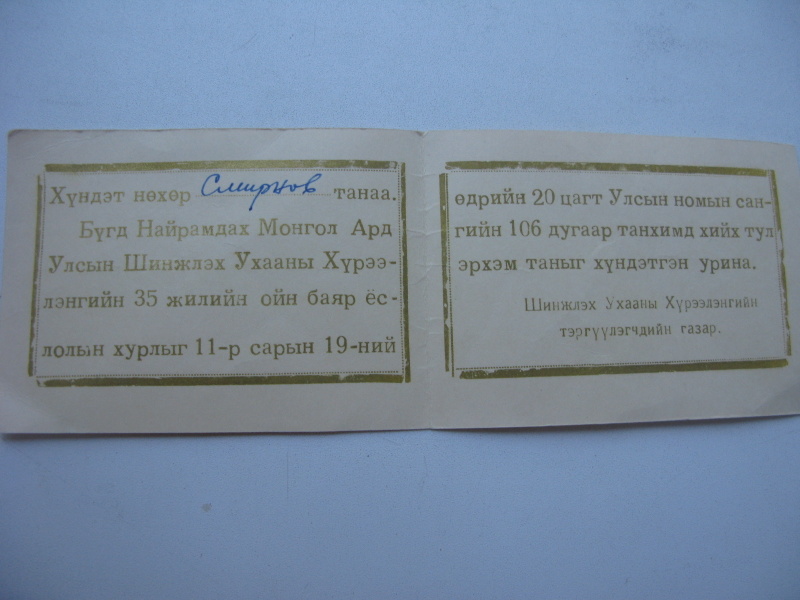 Хүндэт нөхөр Смирнов танаа.
Бүгд Найрамдах Монгол Ард
Улсын Шинжлэх Ухааны Хүрээ-
лэнгийн 35 жилийн ойн баяр ёс-
лолын хурлыг 11-р сарын 19-ний
өдрийн 20 цагт Улсын номын сан-
гийн 106 дугаар танхимд хийх тул
эрхэм таныг хүндэтгэн урина.
Шинжлэх Ухааны Хүрээлэнгийн
тэргүүлэгчдийн газар.